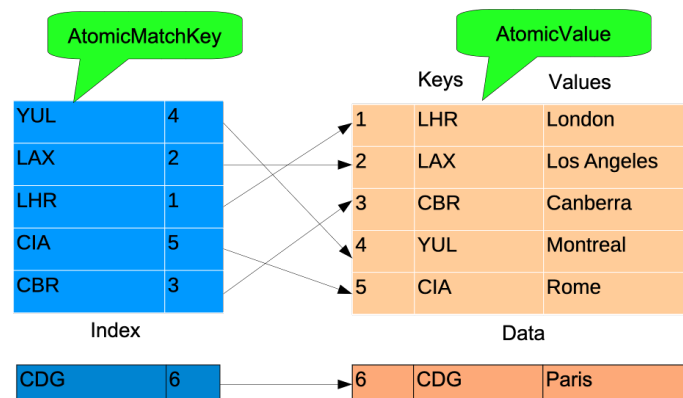 AtomicMatchKey
AtomicValue
Keys Values
YUL 4
LAX 2
LHR 1
CIA 5
CBR 3
Index
1 LHR London
2 LAX Los Angeles
3 CBR Canberra
4 YUL Montreal
5 CIA Rome
Data
CDG 6
6 CDG Paris